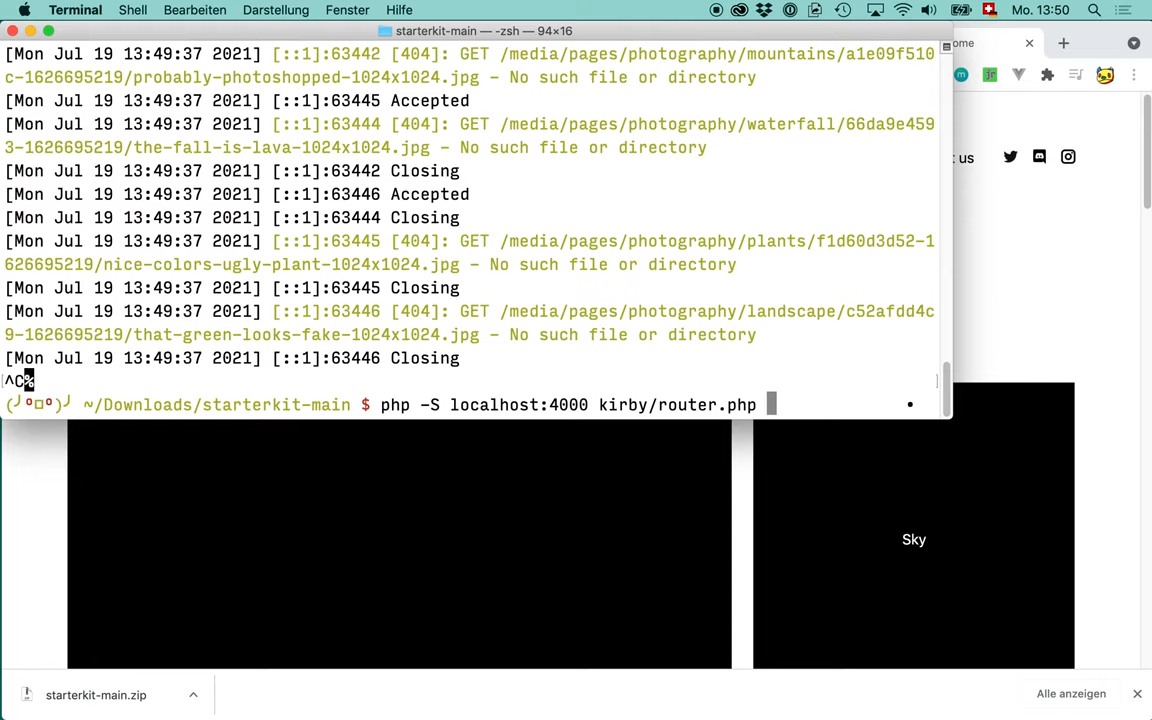 Terminal Shell Bearbeiten Darstellung Fenster Hilfe Mo. 13:50
starterkit-main — -zsh — 94×16
ome
[Mon Jul 19 13:49:37 2021] [::1]:63442 [404]: GET /media/pages/photography/mountains/a1e09f510
c-1626695219/probably-photoshopped-1024x1024.jpg - No such file or directory
[Mon Jul 19 13:49:37 2021] [::1]:63445 Accepted
[Mon Jul 19 13:49:37 2021] [::1]:63444 [404]: GET /media/pages/photography/waterfall/66da9e459
3-1626695219/the-fall-is-lava-1024x1024.jpg - No such file or directory
t us
[Mon Jul 19 13:49:37 2021] [::1]:63442 Closing
[Mon Jul 19 13:49:37 2021] [::1]:63446 Accepted
[Mon Jul 19 13:49:37 2021] [::1]:63444 Closing
[Mon Jul 19 13:49:37 2021] [::1]:63445 [404]: GET /media/pages/photography/plants/f1d60d3d52-1
626695219/nice-colors-ugly-plant-1024x1024.jpg - No such file or directory
[Mon Jul 19 13:49:37 2021] [::1]:63445 Closing
[Mon Jul 19 13:49:37 2021] [::1]:63446 [404]: GET /media/pages/photography/landscape/c52afdd4c
9-1626695219/that-green-looks-fake-1024x1024.jpg - No such file or directory
[Mon Jul 19 13:49:37 2021] [::1]:63446 Closing
^C%
(╯°□°)╯ ~/Downloads/starterkit-main $ php -S localhost:4000 kirby/router.php
Sky
starterkit-main.zip
Alle anzeigen